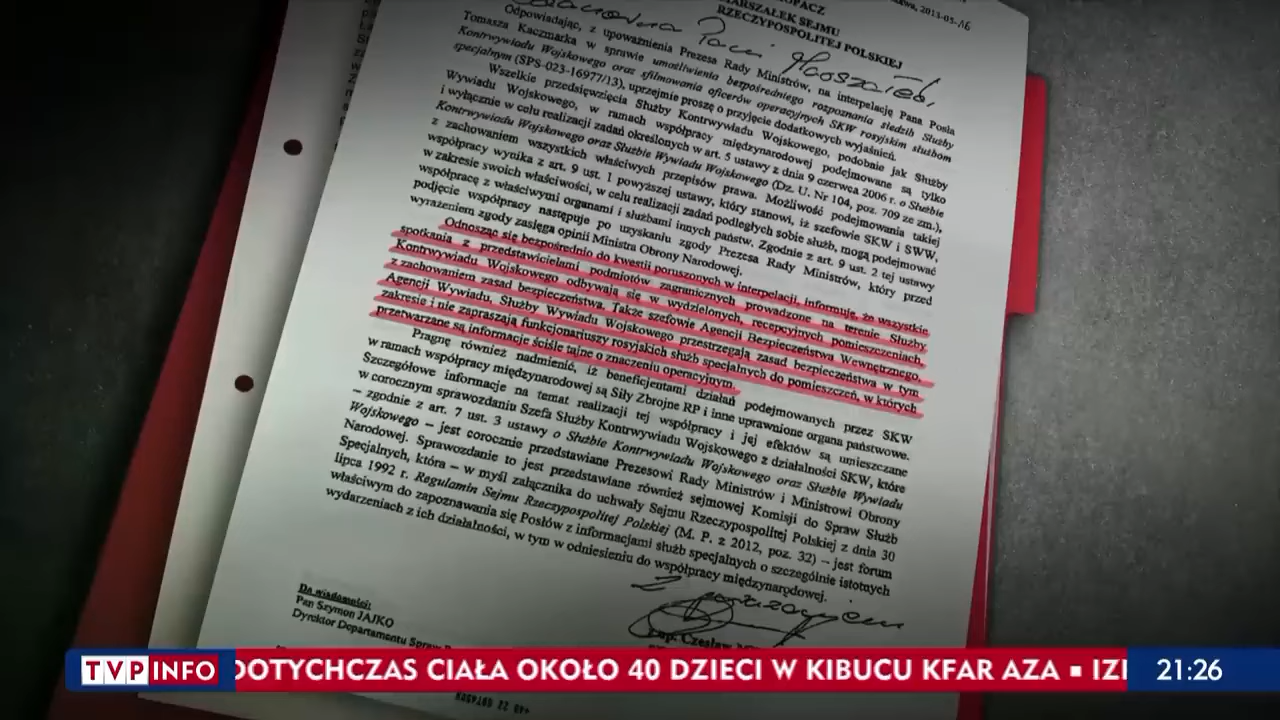 OPACZ
MARSZAŁEK SEJMU
RZECZYPOSPOLITEJ POLSKIEJ
2013-05-16
Szanowna Pani Marszałek,
Odpowiadając, z upoważnienia Prezesa Rady Ministrów, na interpelację Pana Posła
Tomasza Kaczmarka w sprawie umożliwienia bezpośredniego rozpoznania siedzib Służby
Kontrwywiadu Wojskowego oraz sfilmowania oficerów operacyjnych SKW rosyjskim służbom
specjalnym (SPS-023-16977/13), uprzejmie proszę o przyjęcie dodatkowych wyjaśnień.
Wszelkie przedsięwzięcia Służby Kontrwywiadu Wojskowego, podobnie jak Służby
Wywiadu Wojskowego, w ramach współpracy międzynarodowej podejmowane są tylko
i wyłącznie w celu realizacji zadań określonych w art. 5 ustawy z dnia 9 czerwca 2006 r. o Służbie
Kontrwywiadu Wojskowego oraz Służbie Wywiadu Wojskowego (Dz. U. Nr 104, poz. 709 ze zm.),
z zachowaniem wszystkich właściwych przepisów prawa. Możliwość podejmowania takiej
współpracy wynika z art. 9 ust. 1 powyższej ustawy, który stanowi, iż szefowie SKW i SWW,
w zakresie swoich właściwości, w celu realizacji zadań podległych sobie służb, mogą podejmować
współpracę z właściwymi organami i służbami innych państw. Zgodnie z art. 9 ust. 2 tej ustawy
podjęcie współpracy następuje po uzyskaniu zgody Prezesa Rady Ministrów, który przed
wyrażeniem zgody zasięga opinii Ministra Obrony Narodowej.
Odnosząc się bezpośrednio do kwestii poruszonych w interpelacji, informuję, że wszystkie
spotkania z przedstawicielami podmiotów zagranicznych prowadzone na terenie Służby
Kontrwywiadu Wojskowego odbywają się w wydzielonych, recepcyjnych pomieszczeniach,
z zachowaniem zasad bezpieczeństwa. Także szefowie Agencji Bezpieczeństwa Wewnętrznego,
Agencji Wywiadu, Służby Wywiadu Wojskowego przestrzegają zasad bezpieczeństwa w tym
zakresie i nie zapraszają funkcjonariuszy rosyjskich służb specjalnych do pomieszczeń, w których
przetwarzane są informacje ściśle tajne o znaczeniu operacyjnym.
Pragnę również nadmienić, iż beneficjentami działań podejmowanych przez SKW
w ramach współpracy międzynarodowej są Siły Zbrojne RP i inne uprawnione organa państwowe.
Szczegółowe informacje na temat realizacji tej współpracy i jej efektów są umieszczane
w corocznym sprawozdaniu Szefa Służby Kontrwywiadu Wojskowego z działalności SKW, które
– zgodnie z art. 7 ust. 3 ustawy o Służbie Kontrwywiadu Wojskowego oraz Służbie Wywiadu
Wojskowego – jest corocznie przedstawiane Prezesowi Rady Ministrów i Ministrowi Obrony
Narodowej. Sprawozdanie to jest przedstawiane również sejmowej Komisji do Spraw Służb
Specjalnych, która – w myśl załącznika do uchwały Sejmu Rzeczypospolitej Polskiej z dnia 30
lipca 1992 r. Regulamin Sejmu Rzeczypospolitej Polskiej (M. P. z 2012, poz. 32) – jest forum
właściwym do zapoznawania się Posłów z informacjami służb specjalnych o szczególnie istotnych
wydarzeniach z ich działalności, w tym w odniesieniu do współpracy międzynarodowej.
Z poważaniem
Do wiadomości:
Pan Szymon JAJKO
Dyrektor Departamentu Spraw
Czesław
TVP INFO DOTYCHCZAS CIAŁA OKOŁO 40 DZIECI W KIBUCU KFAR AZA ▪ IZ 21:26